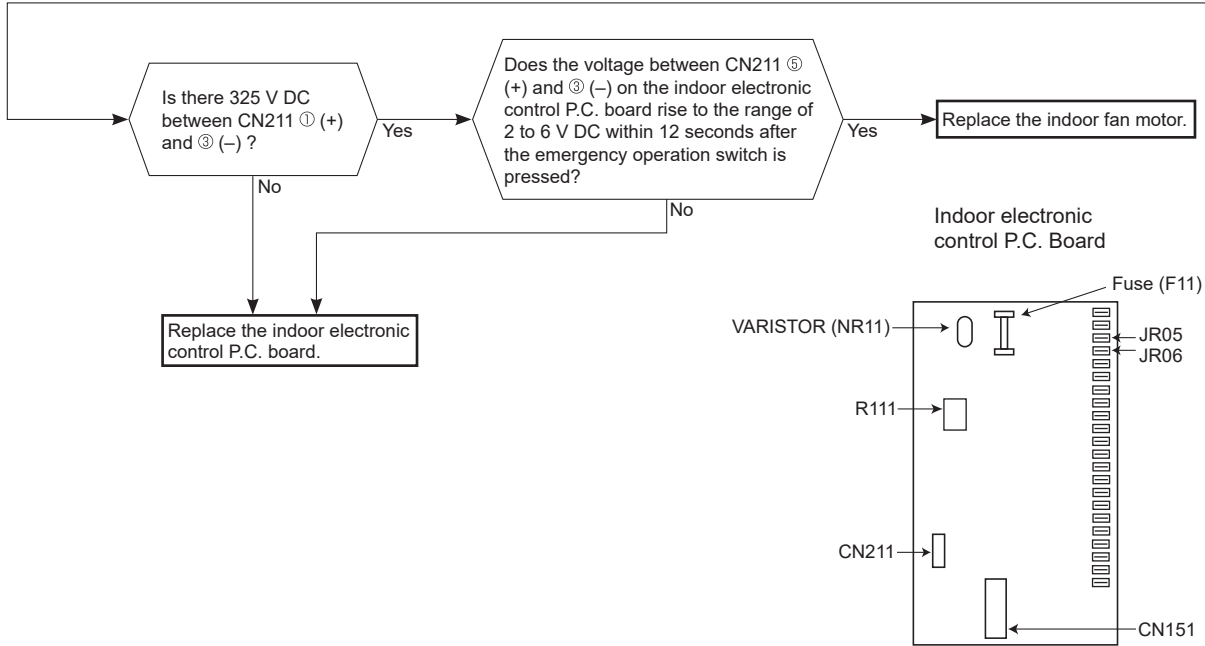 Is there 325 V DC
between CN211 ① (+)
and ③ (–) ?
Yes
No
Does the voltage between CN211 ⑤
(+) and ③ (–) on the indoor electronic
control P.C. board rise to the range of
2 to 6 V DC within 12 seconds after
the emergency operation switch is
pressed?
Yes
No
Replace the indoor fan motor.
Replace the indoor electronic
control P.C. board.
Indoor electronic
control P.C. Board
Fuse (F11)
VARISTOR (NR11)
JR05
JR06
R111
CN211
CN151